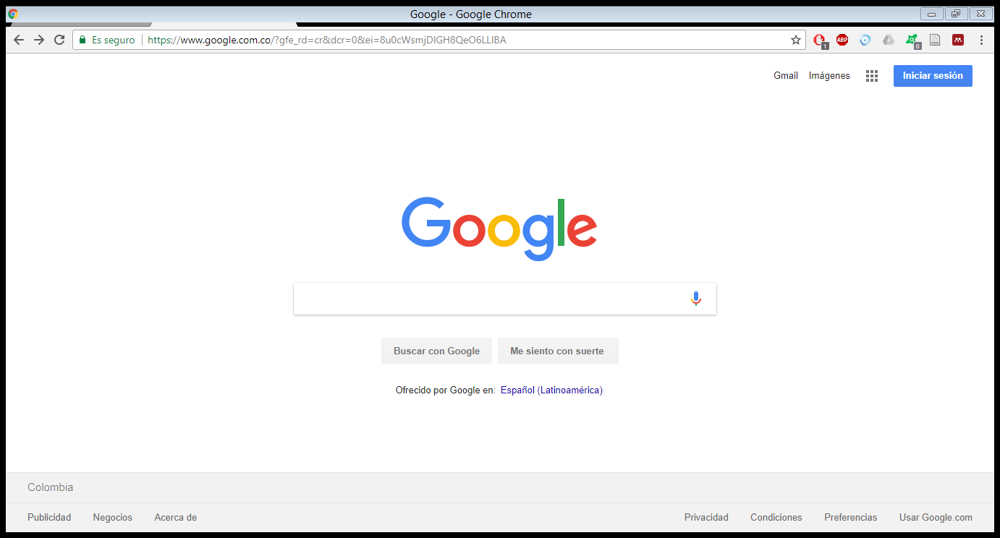 Google - Google Chrome
Es seguro https://www.google.com.co/?gfe_rd=cr&dcr=0&ei=8u0cWsmjDIGH8QeO6LLIBA
1 ABP 0
Gmail Imágenes Iniciar sesión
Google
Buscar con Google Me siento con suerte
Ofrecido por Google en: Español (Latinoamérica)
Colombia
Publicidad Negocios Acerca de Privacidad Condiciones Preferencias Usar Google.com